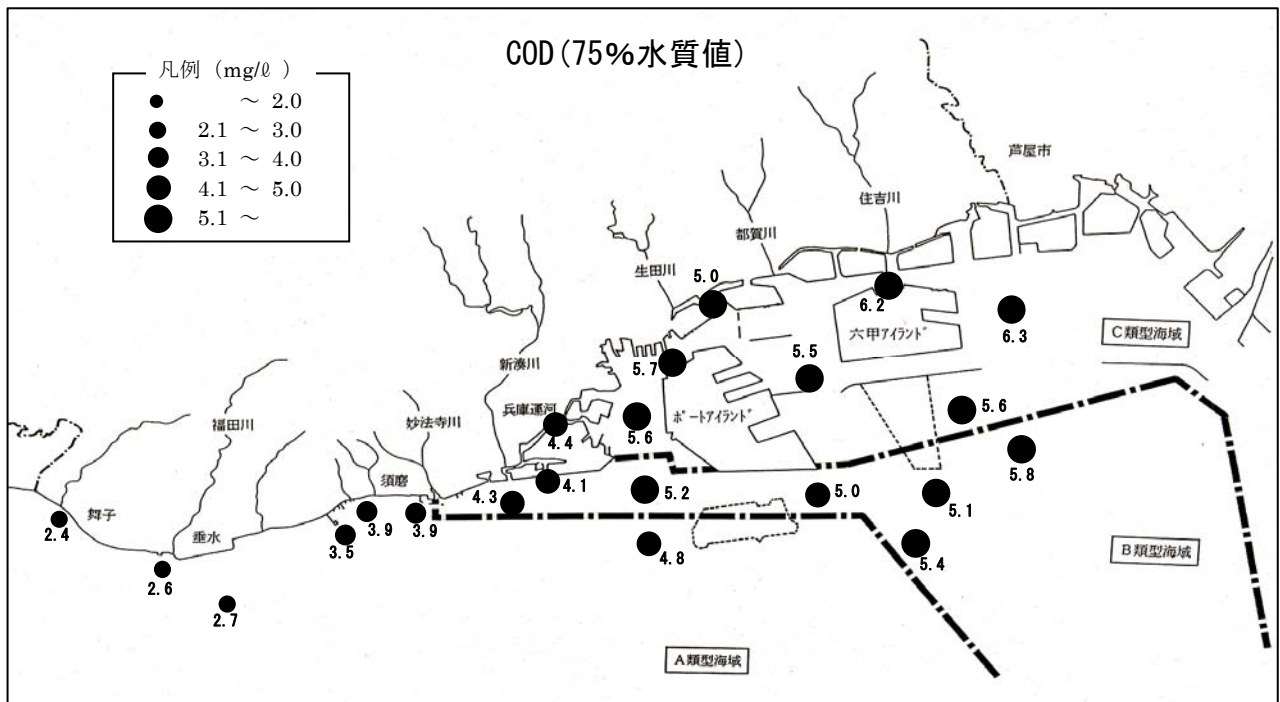 COD(75%水質値)
凡例 (mg/ℓ )
～ 2.0
2.1 ～ 3.0
3.1 ～ 4.0
4.1 ～ 5.0
5.1 ～
芦屋市
住吉川
都賀川
生田川
5.0
6.2
六甲アイランド
6.3
C類型海域
新湊川
5.7
5.5
兵庫運河
ポートアイランド
5.6
5.6
福田川
妙法寺川
4.4
5.8
須磨
4.1
4.3
5.2
5.0
5.1
舞子
2.4
垂水
3.9
3.9
3.5
4.8
5.4
B類型海域
2.6
2.7
A類型海域